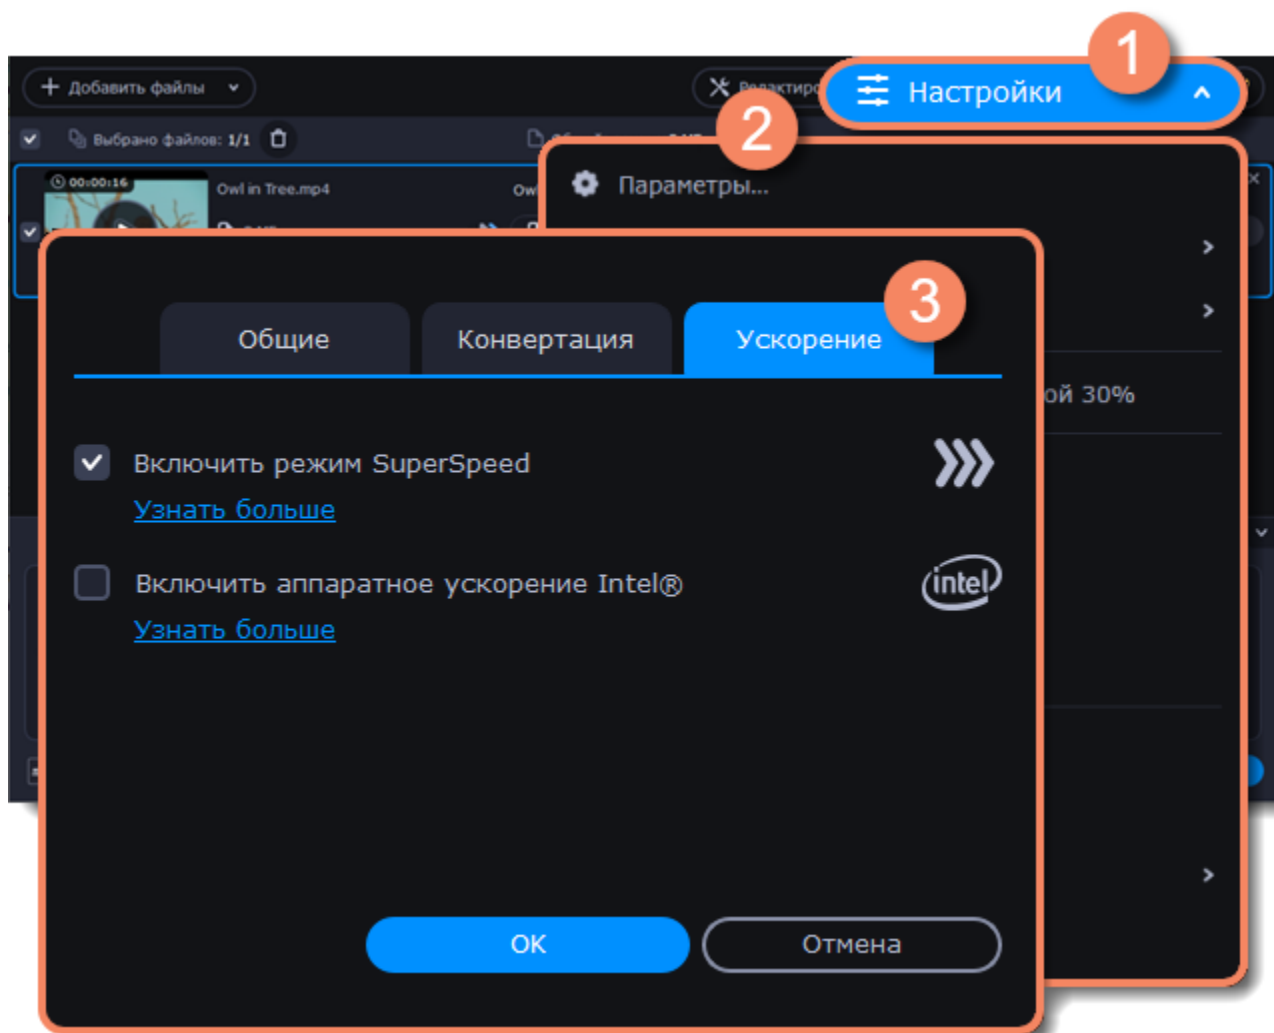 1
Добавить файлы
Настройки
2
Выбрано файлов: 1/1
00:00:16
Owl in Tree.mp4
Параметры...
3
Общие
Конвертация
Ускорение
ой 30%
Включить режим SuperSpeed
Узнать больше
Включить аппаратное ускорение Intel®
intel
Узнать больше
OK
Отмена